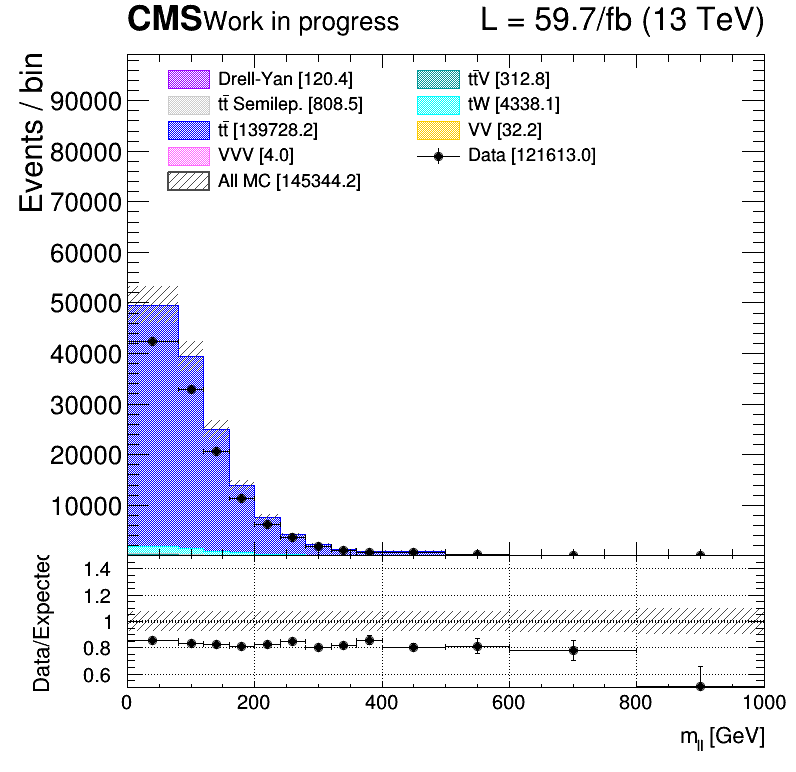 CMS Work in progress L = 59.7/fb (13 TeV)
Events / bin
Drell-Yan [120.4]
tt̄ Semilep. [808.5]
tt̄ [139728.2]
VVV [4.0]
All MC [145344.2]
tt̄V [312.8]
tW [4338.1]
VV [32.2]
Data [121613.0]
90000
80000
70000
60000
50000
40000
30000
20000
10000
Data/Expected
1.4
1.2
1
0.8
0.6
0 200 400 600 800 1000
m_ll [GeV]